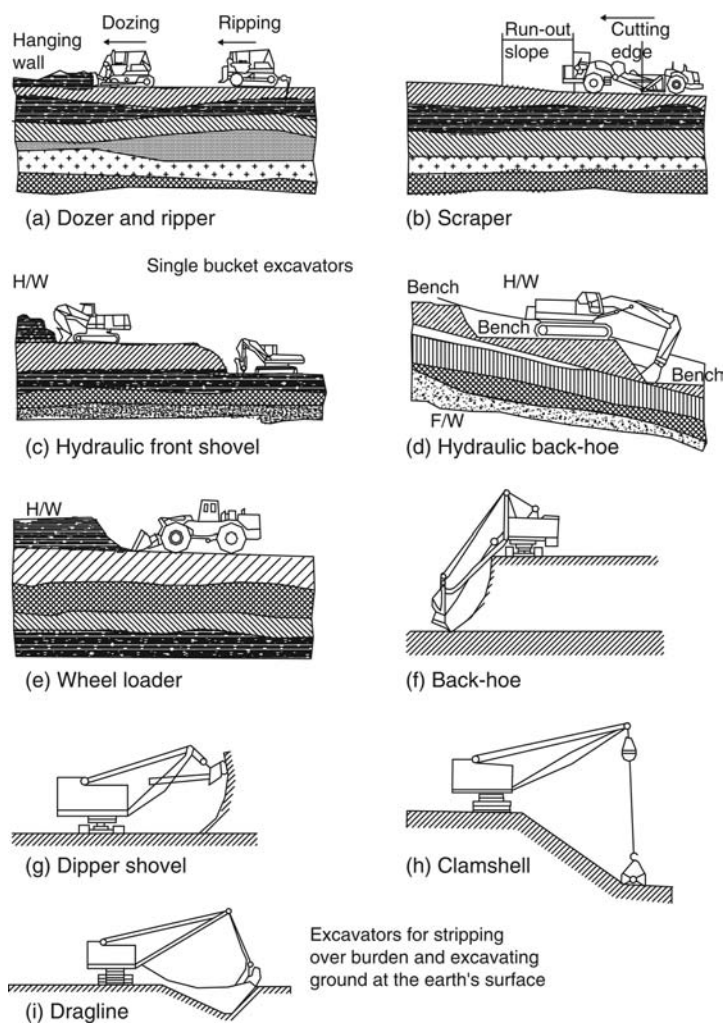 Dozing
Ripping
Hanging
wall
(a) Dozer and ripper
Run-out
slope
Cutting
edge
(b) Scraper
Single bucket excavators
H/W
(c) Hydraulic front shovel
Bench
H/W
Bench
Bench
F/W
(d) Hydraulic back-hoe
H/W
(e) Wheel loader
(f) Back-hoe
(g) Dipper shovel
(h) Clamshell
(i) Dragline
Excavators for stripping
over burden and excavating
ground at the earth's surface